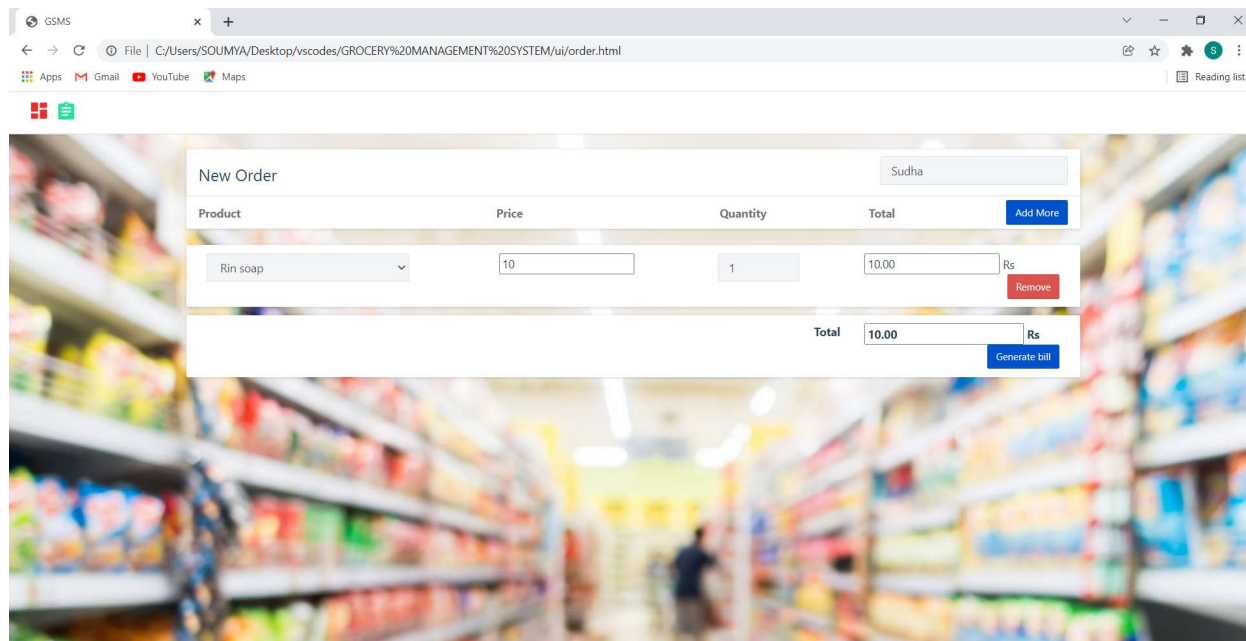 GSMS
File | C:/Users/SOUMYA/Desktop/vscodes/GROCERY%20MANAGEMENT%20SYSTEM/ui/order.html
S
Apps Gmail YouTube Maps Reading list
New Order Sudha
Product Price Quantity Total Add More
Rin soap 10 1 10.00 Rs
Remove
Total 10.00 Rs
Generate bill